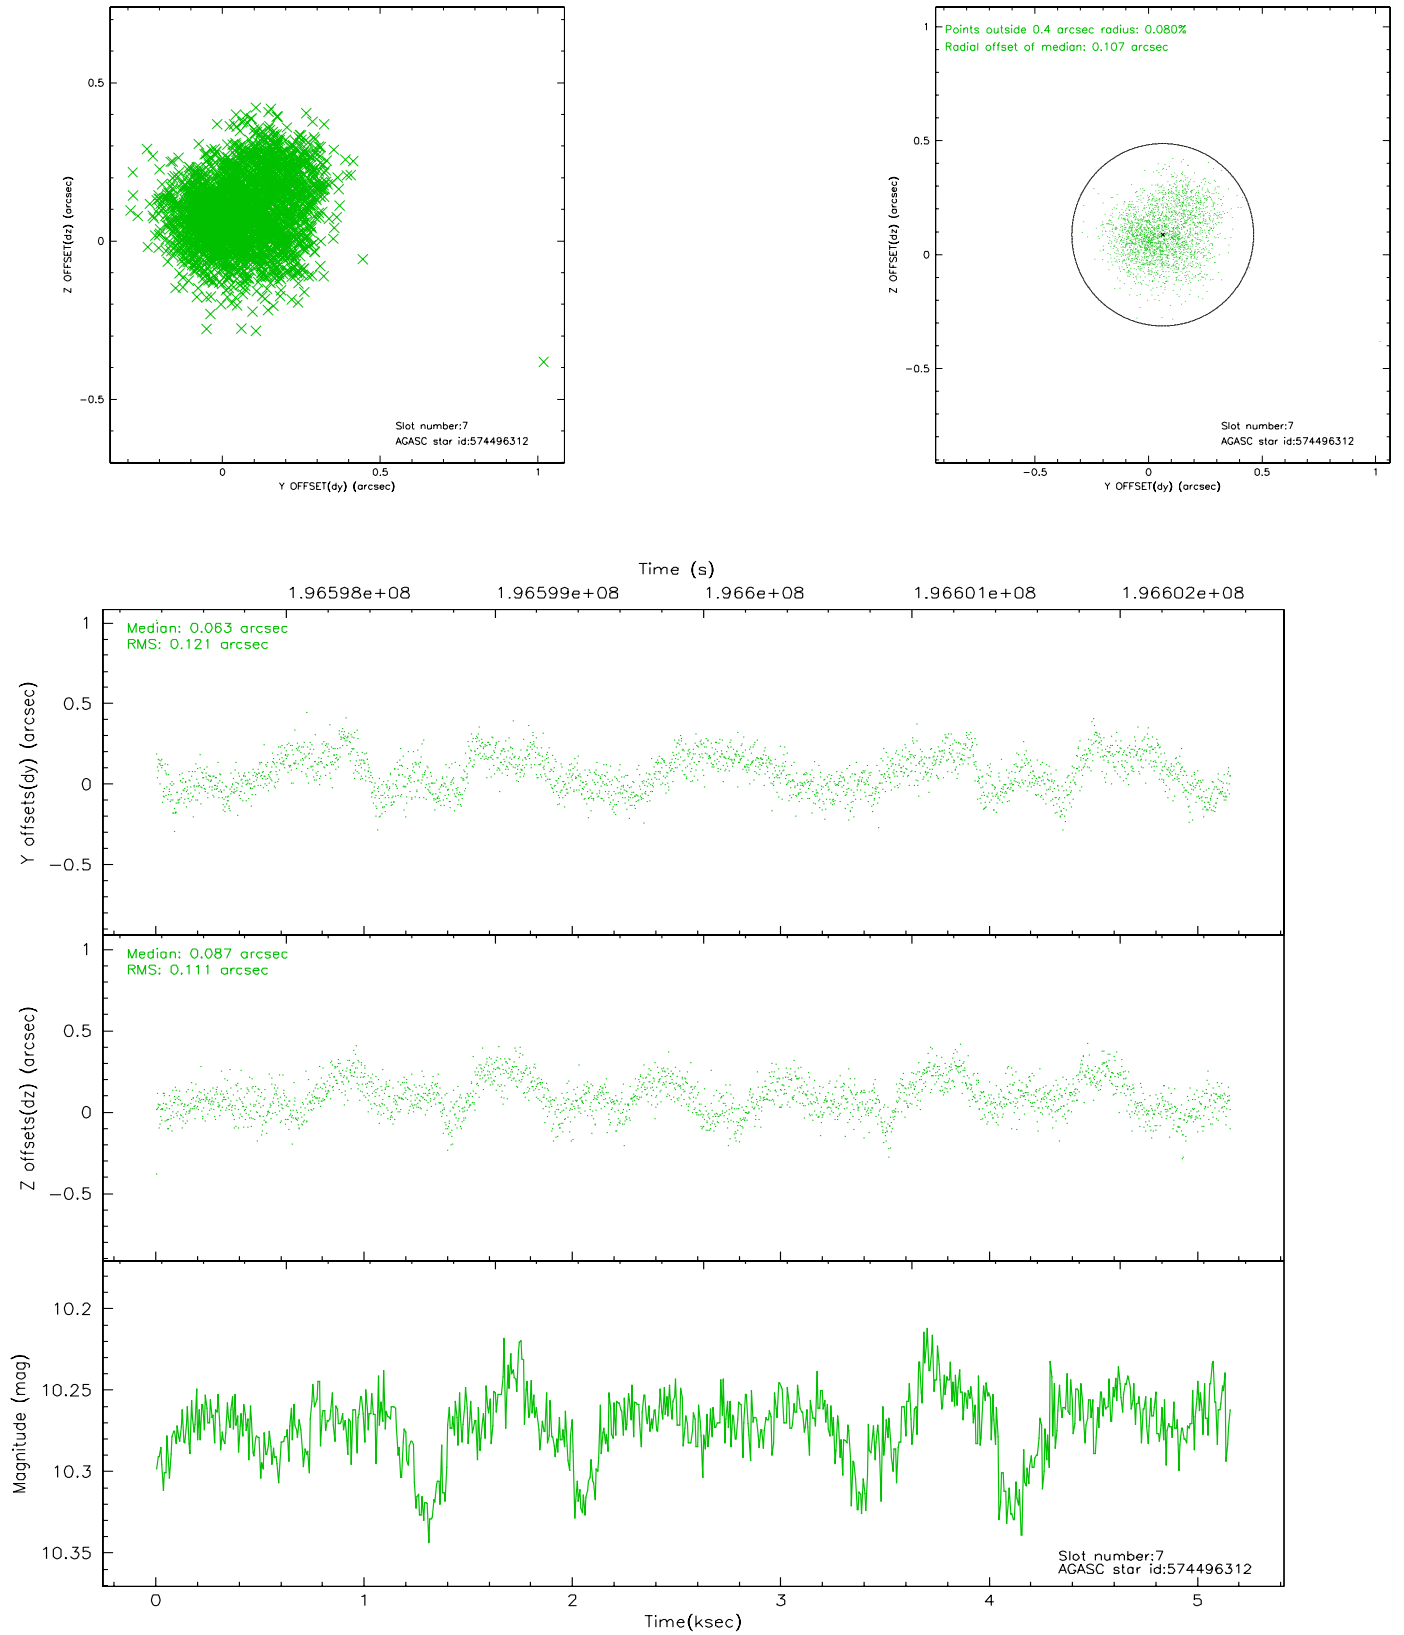 0.5
0
−0.5
Z OFFSET(dz) (arcsec)
0
0.5
1
Y OFFSET(dy) (arcsec)
Slot number:7
AGASC star id:574496312
Points outside 0.4 arcsec radius: 0.080%
Radial offset of median: 0.107 arcsec
1
0.5
0
−0.5
Z OFFSET(dz) (arcsec)
−0.5
0
0.5
1
Y OFFSET(dy) (arcsec)
Slot number:7
AGASC star id:574496312
Time (s)
1.96598e+08
1.96599e+08
1.966e+08
1.96601e+08
1.96602e+08
Median: 0.063 arcsec
RMS: 0.121 arcsec
1
0.5
0
−0.5
Y offsets(dy) (arcsec)
Median: 0.087 arcsec
RMS: 0.111 arcsec
1
0.5
0
−0.5
Z offsets(dz) (arcsec)
10.2
10.25
10.3
10.35
Magnitude (mag)
Slot number:7
AGASC star id:574496312
0
1
2
3
4
5
Time(ksec)